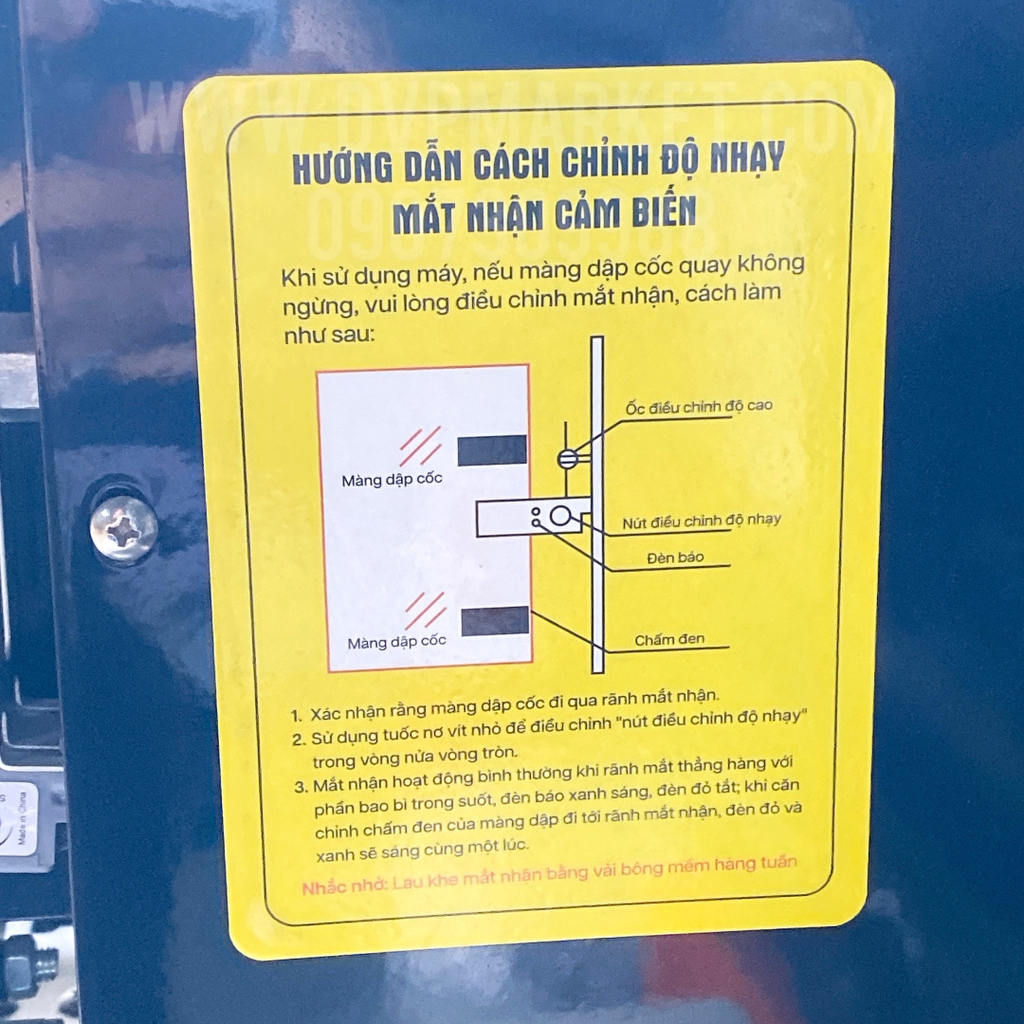 WWW.DVPMARKET.COM
HƯỚNG DẪN CÁCH CHỈNH ĐỘ NHẠY
MẮT NHẬN CẢM BIẾN
Khi sử dụng máy, nếu màng dập cốc quay không
ngừng, vui lòng điều chỉnh mắt nhận, cách làm
như sau:
Ốc điều chỉnh độ cao
Màng dập cốc
Nút điều chỉnh độ nhạy
Đèn báo
Chấm đen
Màng dập cốc
1. Xác nhận rằng màng dập cốc đi qua rãnh mắt nhận.
2. Sử dụng tuốc nơ vít nhỏ để điều chỉnh "nút điều chỉnh độ nhạy"
trong vòng nửa vòng tròn.
3. Mắt nhận hoạt động bình thường khi rãnh mắt thẳng hàng với
phần bao bì trong suốt, đèn báo xanh sáng, đèn đỏ tắt; khi căn
chỉnh chấm đen của màng dập đi tới rãnh mắt nhận, đèn đỏ và
xanh sẽ sáng cùng một lúc.
Nhắc nhở: Lau khe mắt nhận bằng vải bông mềm hàng tuần
Made in China